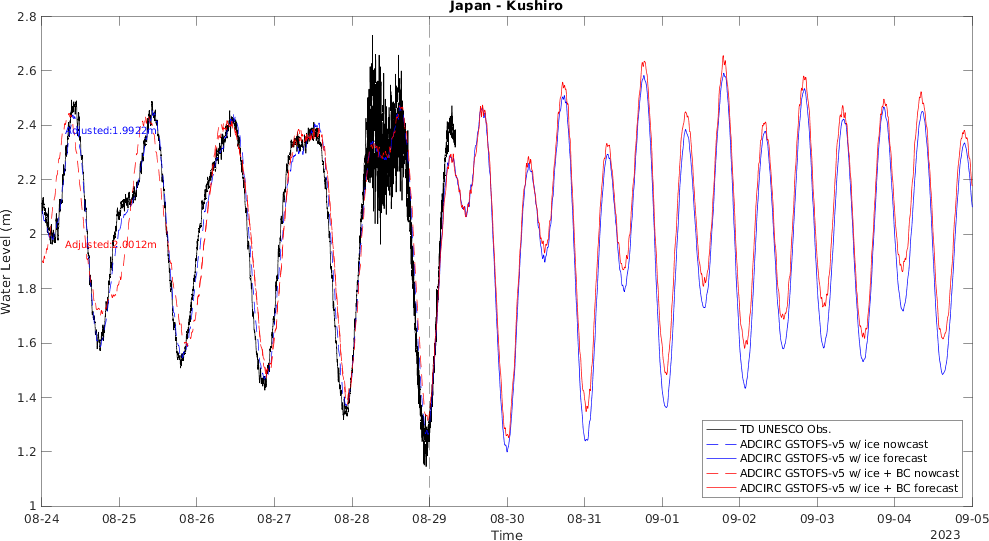 Japan - Kushiro
2.8
2.6
2.4
2.2
2
1.8
1.6
1.4
1.2
1
Water Level (m)
Adjusted:1.9922m
Adjusted:2.0012m
TD UNESCO Obs.
ADCIRC GSTOFS-v5 w/ ice nowcast
ADCIRC GSTOFS-v5 w/ ice forecast
ADCIRC GSTOFS-v5 w/ ice + BC nowcast
ADCIRC GSTOFS-v5 w/ ice + BC forecast
08-24 08-25 08-26 08-27 08-28 08-29 08-30 08-31 09-01 09-02 09-03 09-04 09-05
Time
2023